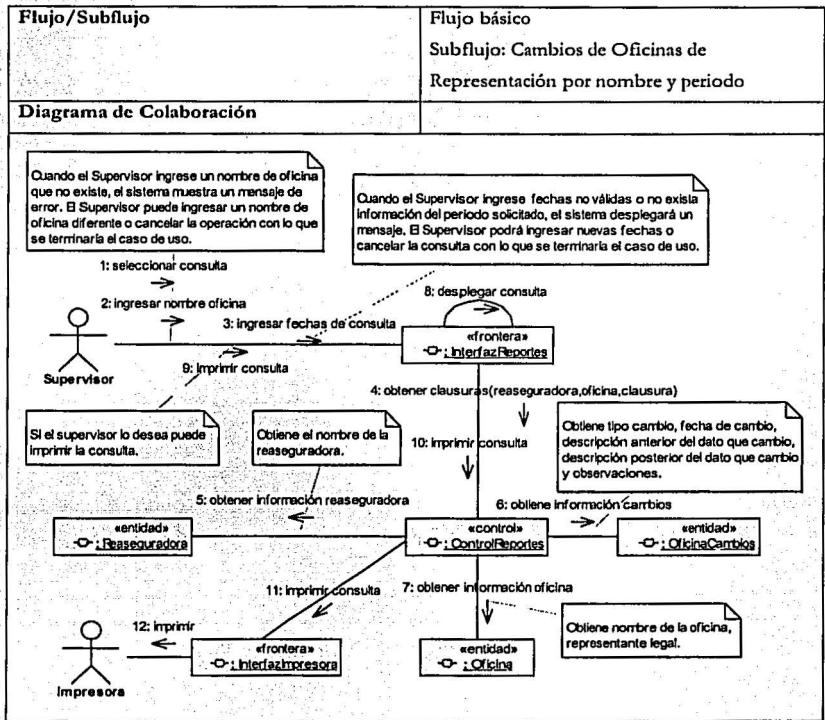 Flujo/Subflujo
Flujo básico
Subflujo: Cambios de Oficinas de
Representación por nombre y periodo
Diagrama de Colaboración
Cuando el Supervisor ingrese un nombre de oficina
que no existe, el sistema muestra un mensaje de
error. El Supervisor puede ingresar un nombre de
oficina diferente o cancelar la operación con lo que
se terminaría el caso de uso.
Cuando el Supervisor ingrese fechas no válidas o no exista
información del periodo solicitado, el sistema desplegará un
mensaje. El Supervisor podrá ingresar nuevas fechas o
cancelar la consulta con lo que se terminaría el caso de uso.
1: seleccionar consulta
2: ingresar nombre oficina
3: ingresar fechas de consulta
8: desplegar consulta
«frontera»
: InterfazReportes
9: imprimir consulta
Supervisor
4: obtener clausuras(reaseguradora,oficina,clausura)
Si el supervisor lo desea puede
imprimir la consulta.
Obtiene el nombre de la
reaseguradora.
Obtiene tipo cambio, fecha de cambio,
descripción anterior del dato que cambio,
descripción posterior del dato que cambio
y observaciones.
10: imprimir consulta
5: obtener información reaseguradora
6: obtiene información cambios
«entidad»
: Reaseguradora
«control»
: ControlReportes
«entidad»
: OficinaCambios
11: imprimir consulta
7: obtener información oficina
12: imprimir
«frontera»
: InterfazImpresora
«entidad»
: Oficina
Obtiene nombre de la oficina,
representante legal.
Impresora